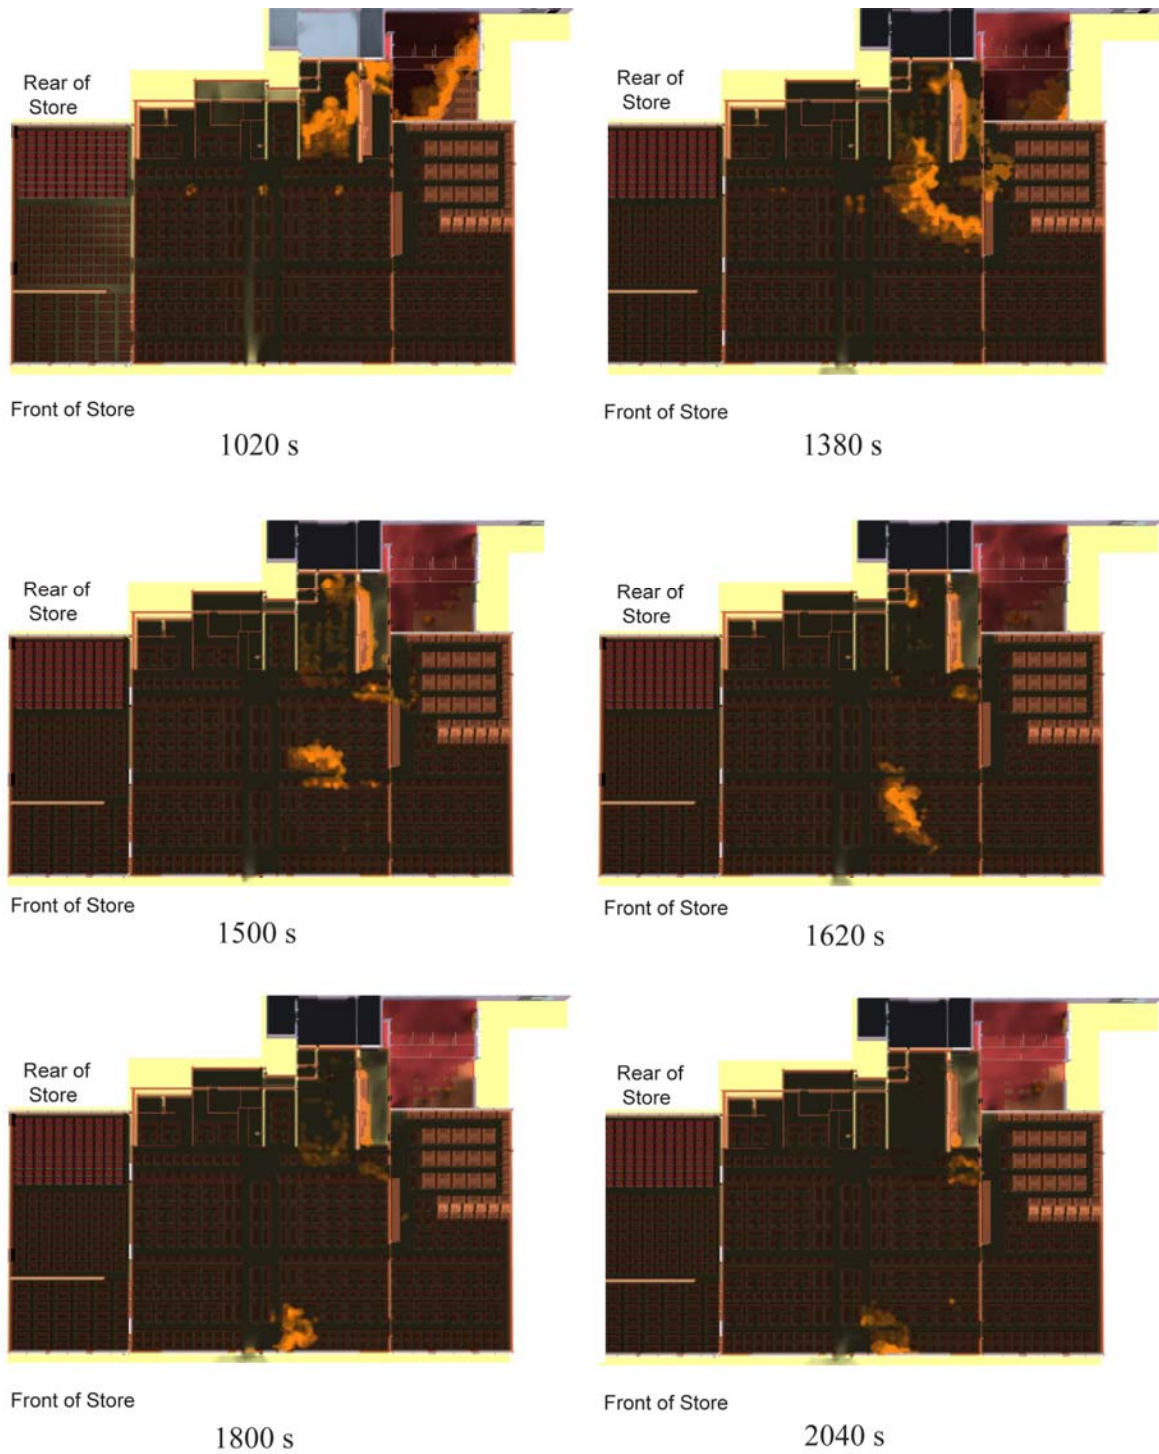 Rear of
Store
Front of Store
1020 s
Rear of
Store
Front of Store
1380 s
Rear of
Store
Front of Store
1500 s
Rear of
Store
Front of Store
1620 s
Rear of
Store
Front of Store
1800 s
Rear of
Store
Front of Store
2040 s